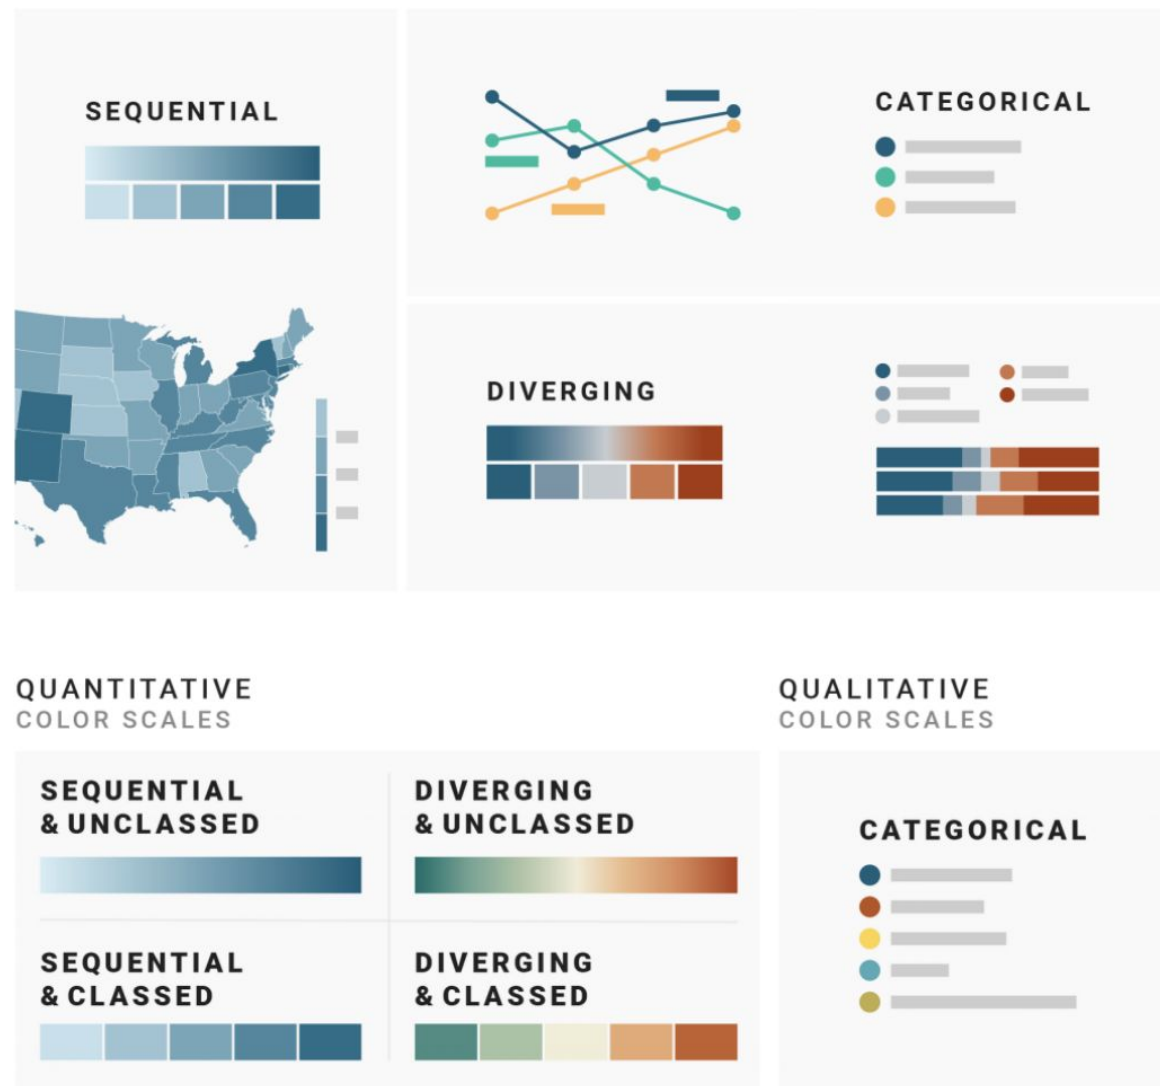 SEQUENTIAL
CATEGORICAL
DIVERGING
QUANTITATIVE
COLOR SCALES
SEQUENTIAL
& UNCLASSED
DIVERGING
& UNCLASSED
SEQUENTIAL
& CLASSED
DIVERGING
& CLASSED
QUALITATIVE
COLOR SCALES
CATEGORICAL